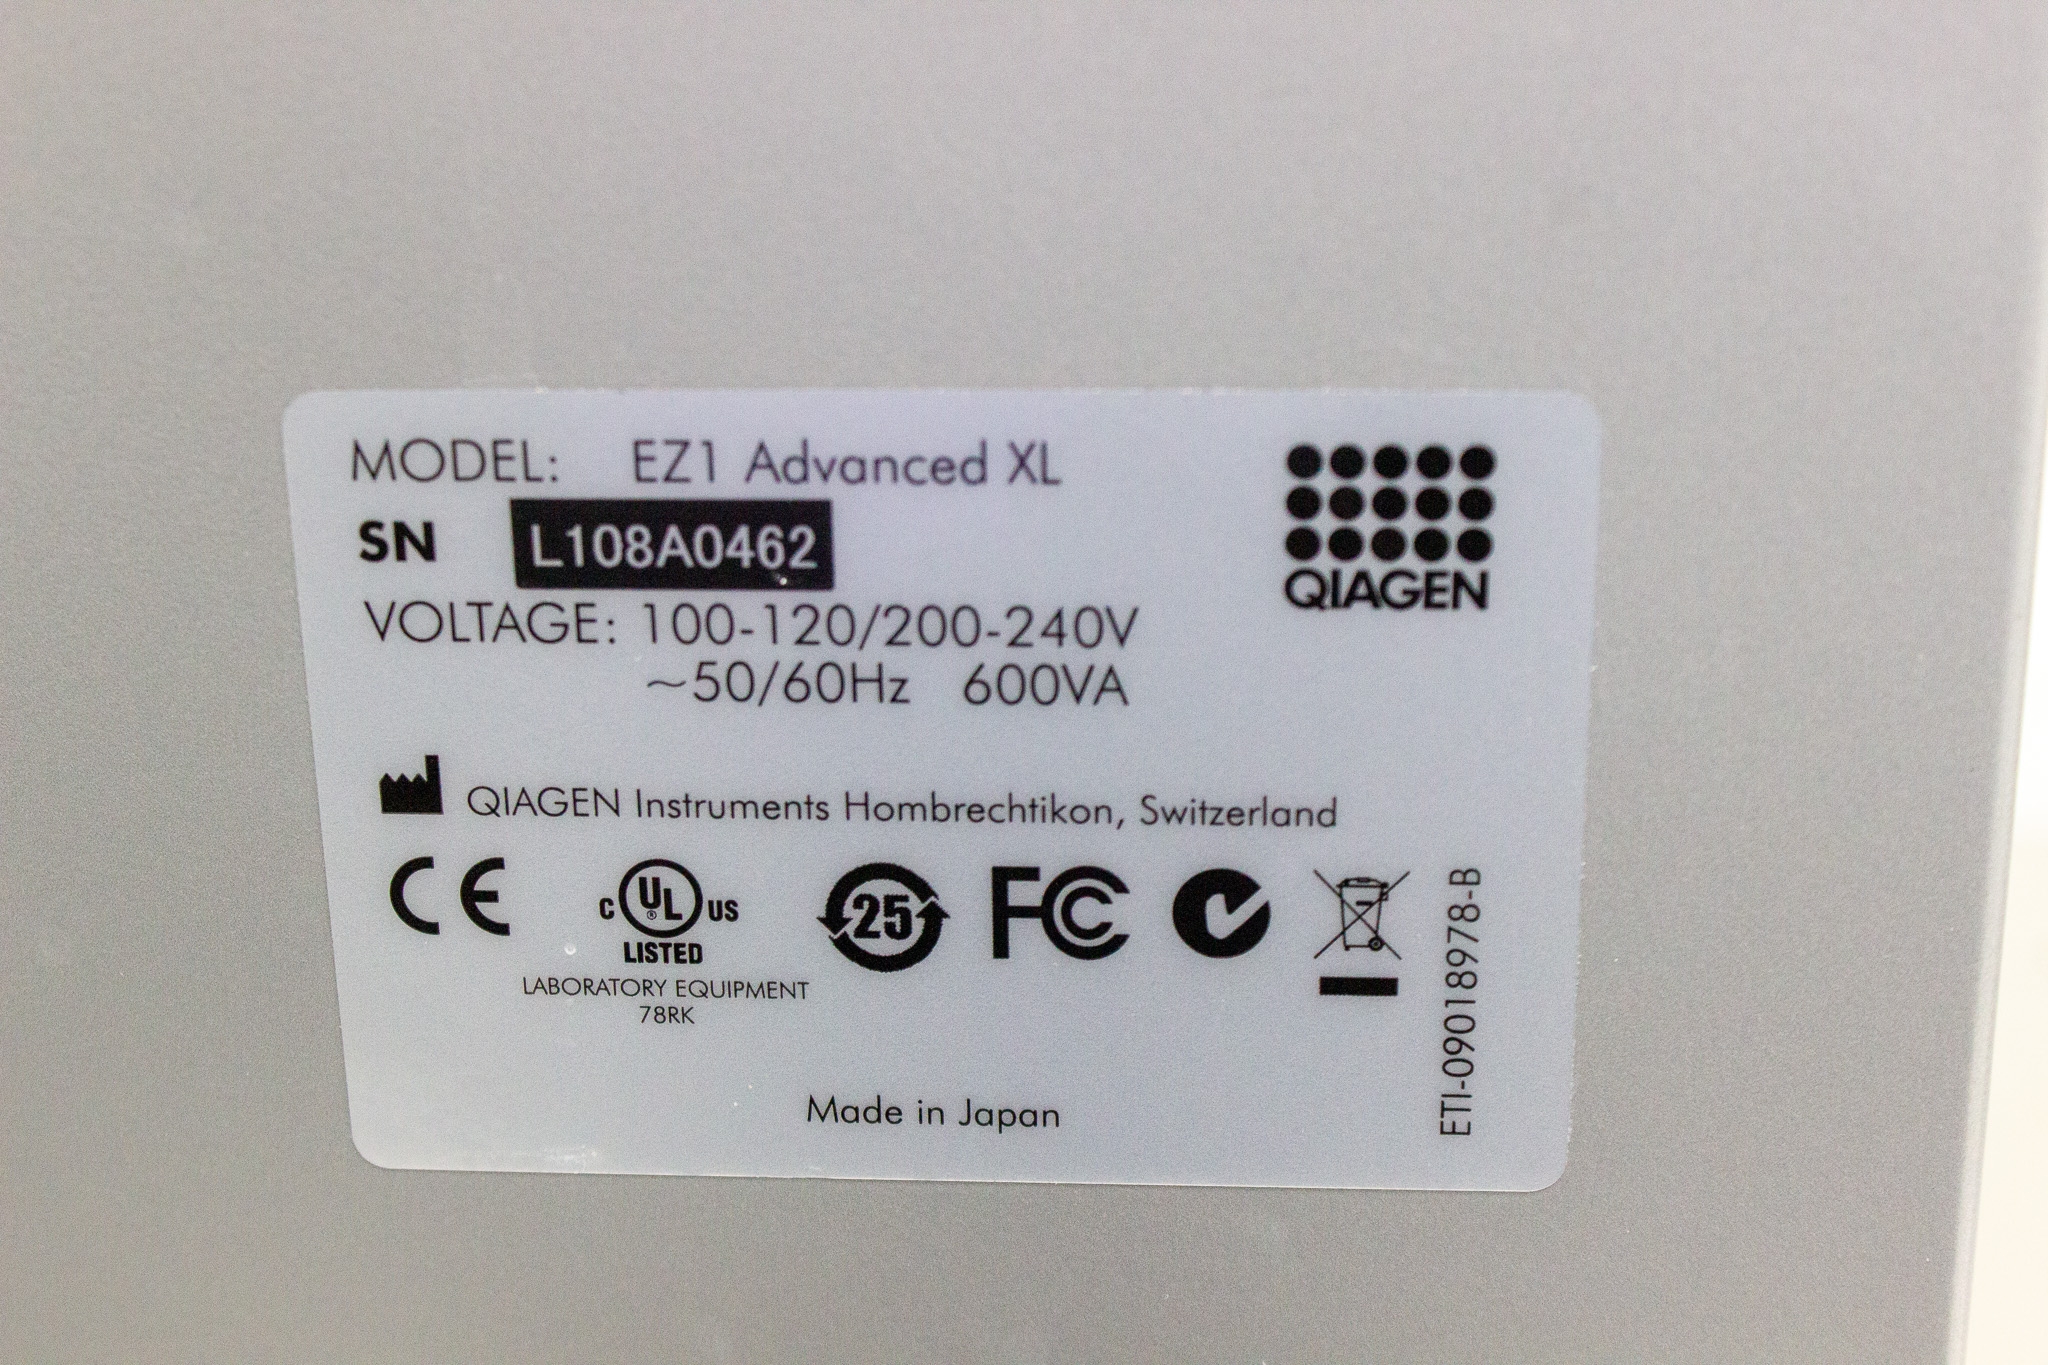 MODEL: EZ1 Advanced XL
SN L108A0462
VOLTAGE: 100-120/200-240V
~50/60Hz 600VA
QIAGEN
QIAGEN Instruments Hombrechtikon, Switzerland
CE
C UL® US
LISTED
LABORATORY EQUIPMENT
78RK
25
FC
Made in Japan
ETI-09018978-B